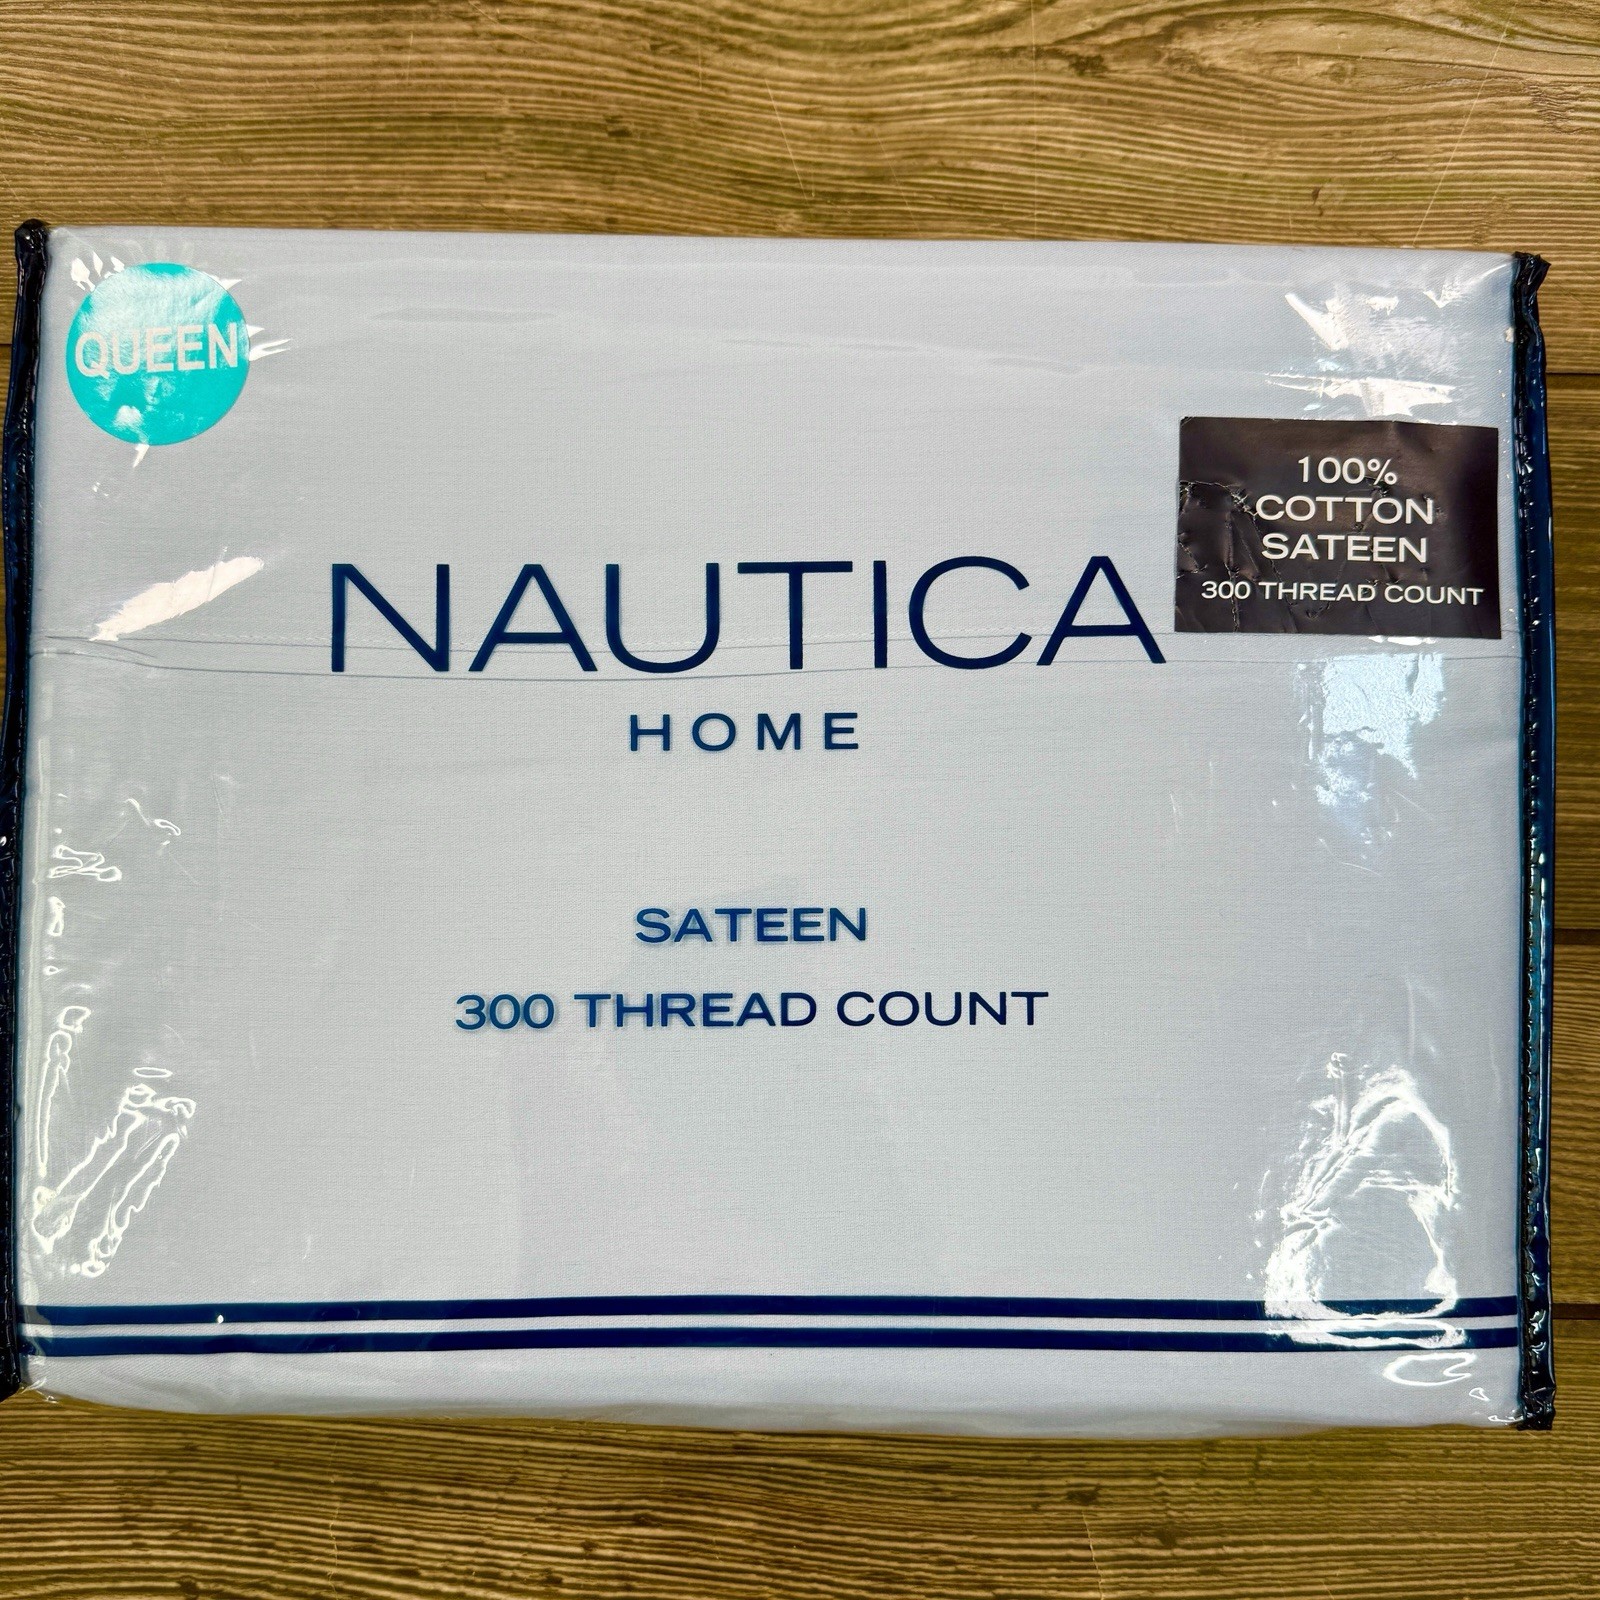 QUEEN
100%
COTTON
SATEEN
300 THREAD COUNT
NAUTICA
HOME
SATEEN
300 THREAD COUNT